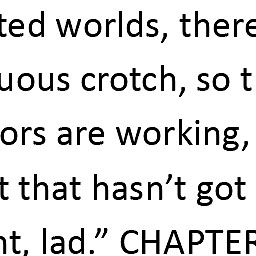 ted worlds, there
uous crotch, so t
ors are working,
t that hasn’t got
nt, lad.” CHAPTER